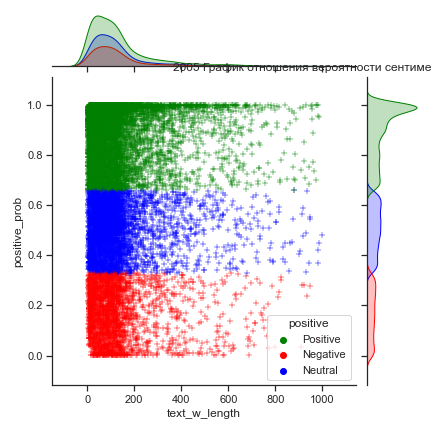 2005 График отношения вероятности сентиме
1.0
0.8
0.6
0.4
0.2
0.0
positive_prob
0
200
400
600
800
1000
text_w_length
positive
Positive
Negative
Neutral